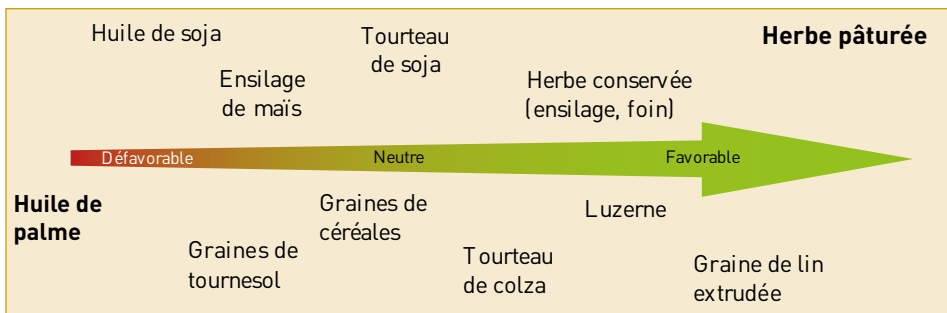 Huile de soja
Tourteau
de soja
Herbe pâturée
Ensilage
de maïs
Herbe conservée
(ensilage, foin)
Défavorable
Neutre
Favorable
Huile de
palme
Graines de
céréales
Luzerne
Graines de
tournesol
Tourteau
de colza
Graine de lin
extrudée